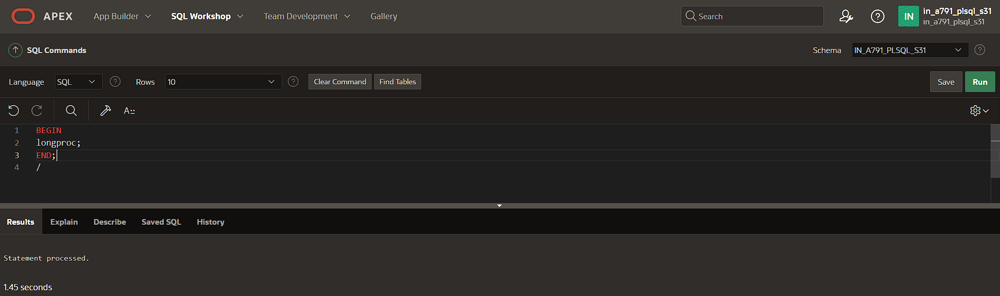 APEX App Builder SQL Workshop Team Development Gallery Search IN in_a791_plsql_s31
in_a791_plsql_s31
SQL Commands Schema IN_A791_PLSQL_S31
Language SQL Rows 10 Clear Command Find Tables Save Run
A::
1 BEGIN
2 longproc;
3 END;
4 /
Results Explain Describe Saved SQL History
Statement processed.
1.45 seconds